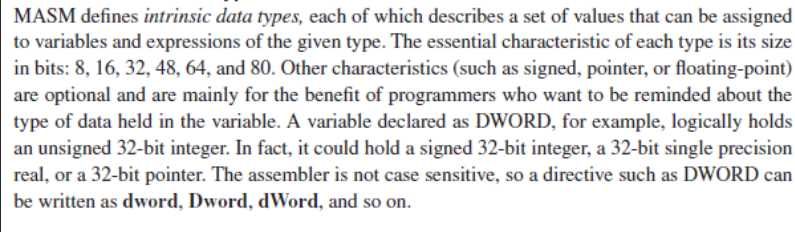 MASM defines intrinsic data types, each of which describes a set of values that can be assigned
to variables and expressions of the given type. The essential characteristic of each type is its size
in bits: 8, 16, 32, 48, 64, and 80. Other characteristics (such as signed, pointer, or floating-point)
are optional and are mainly for the benefit of programmers who want to be reminded about the
type of data held in the variable. A variable declared as DWORD, for example, logically holds
an unsigned 32-bit integer. In fact, it could hold a signed 32-bit integer, a 32-bit single precision
real, or a 32-bit pointer. The assembler is not case sensitive, so a directive such as DWORD can
be written as dword, Dword, dWord, and so on.